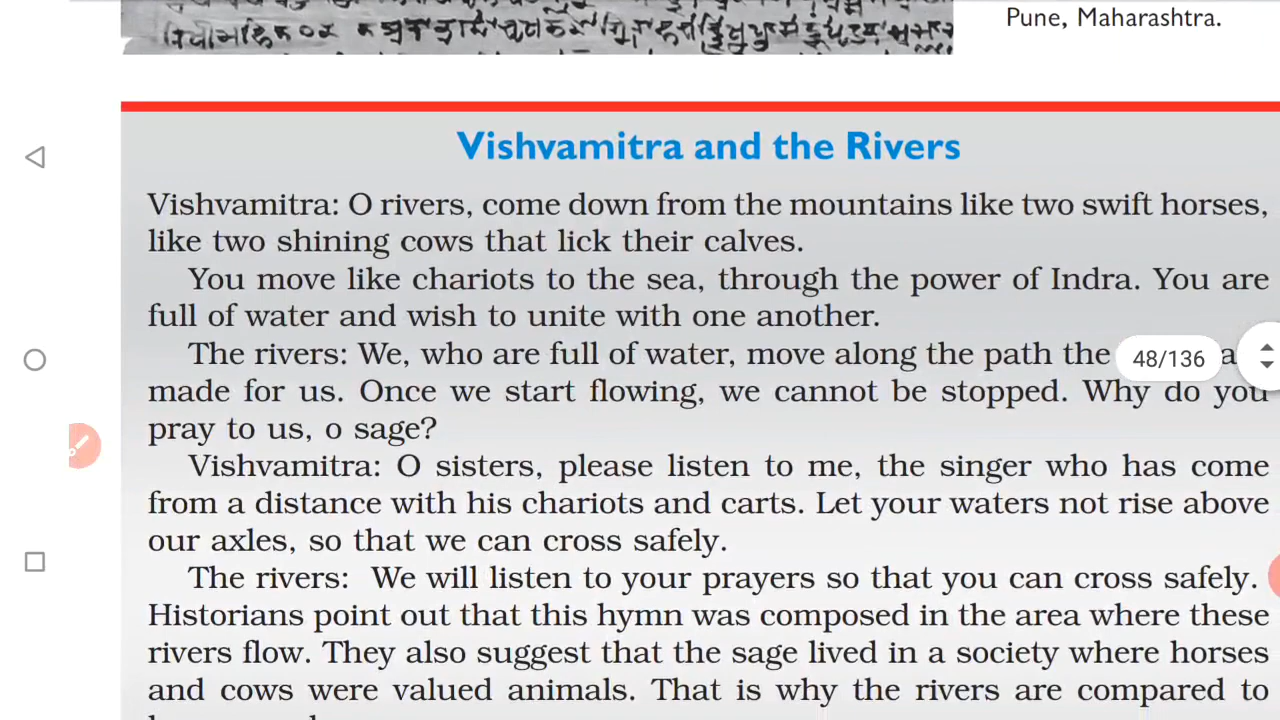 Pune, Maharashtra.
Vishvamitra and the Rivers
Vishvamitra: O rivers, come down from the mountains like two swift horses,
like two shining cows that lick their calves.
You move like chariots to the sea, through the power of Indra. You are
full of water and wish to unite with one another.
The rivers: We, who are full of water, move along the path the
48/136
made for us. Once we start flowing, we cannot be stopped. Why do you
pray to us, o sage?
Vishvamitra: O sisters, please listen to me, the singer who has come
from a distance with his chariots and carts. Let your waters not rise above
our axles, so that we can cross safely.
The rivers: We will listen to your prayers so that you can cross safely.
Historians point out that this hymn was composed in the area where these
rivers flow. They also suggest that the sage lived in a society where horses
and cows were valued animals. That is why the rivers are compared to